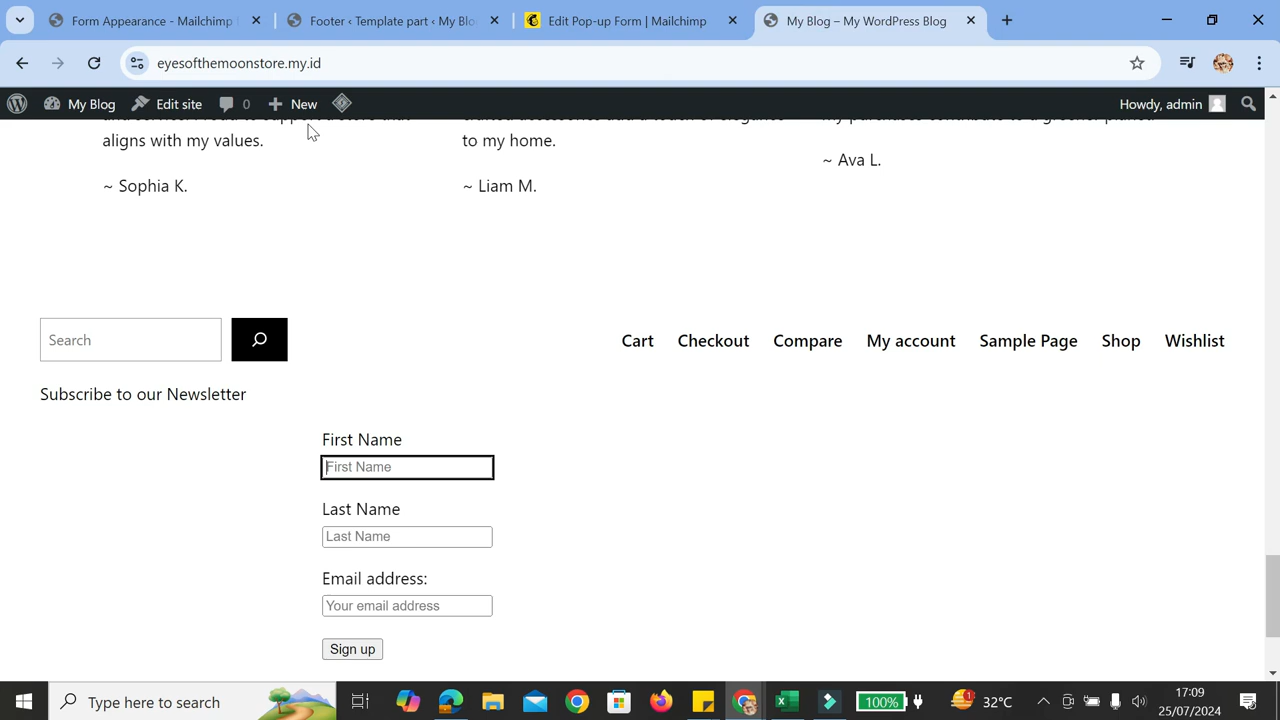 Form Appearance - Mailchimp
Footer ‹ Template part ‹ My Blo
Edit Pop-up Form | Mailchimp
My Blog – My WordPress Blog
eyesofthemoonstore.my.id
My Blog
Edit site
0
New
Howdy, admin
aligns with my values.
to my home.
~ Ava L.
~ Sophia K.
~ Liam M.
Search
Cart
Checkout
Compare
My account
Sample Page
Shop
Wishlist
Subscribe to our Newsletter
First Name
First Name
Last Name
Last Name
Email address:
Your email address
Sign up
Type here to search
100%
1
32°C
17:09
25/07/2024